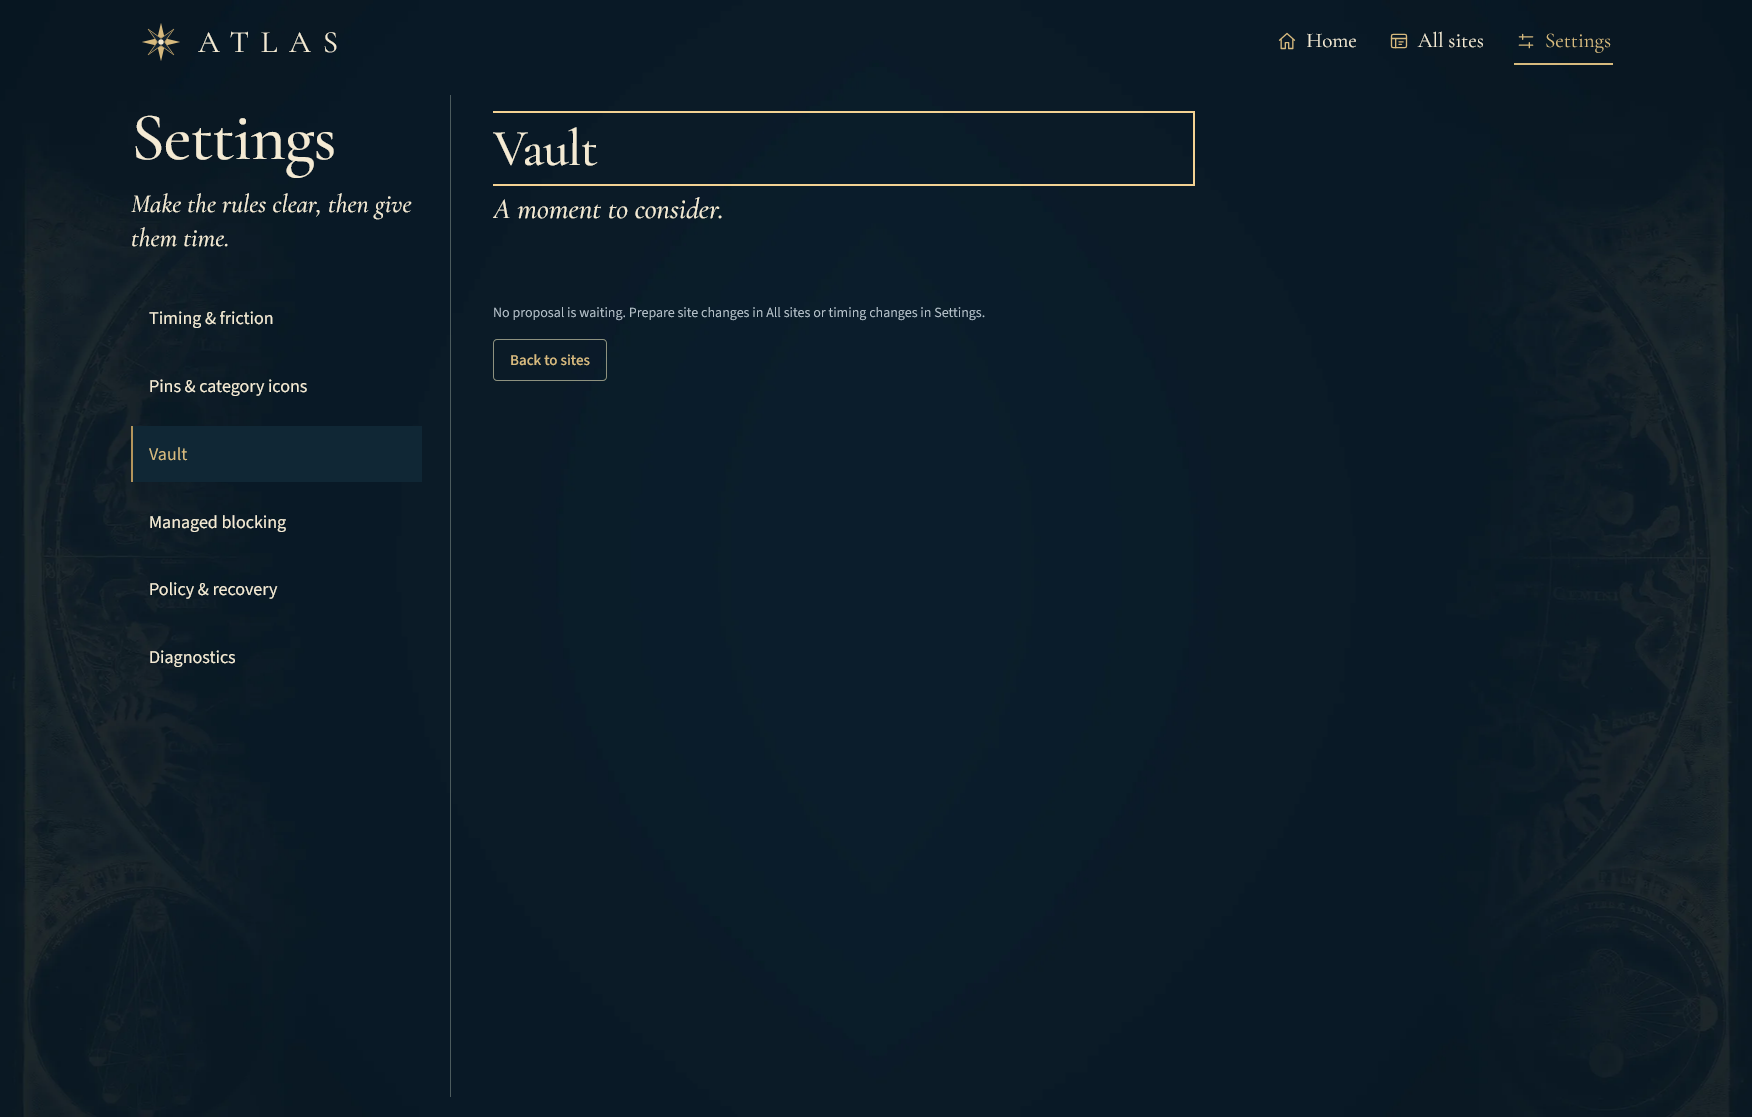 ATLAS
Home
All sites
Settings
Settings
Make the rules clear, then give
them time.
Timing & friction
Pins & category icons
Vault
Managed blocking
Policy & recovery
Diagnostics
Vault
A moment to consider.
No proposal is waiting. Prepare site changes in All sites or timing changes in Settings.
Back to sites